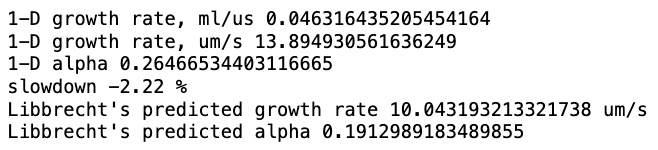 1-D growth rate, ml/us 0.046316435205454164
1-D growth rate, um/s 13.894930561636249
1-D alpha 0.26466534403116665
slowdown -2.22 %
Libbrecht's predicted growth rate 10.043193213321738 um/s
Libbrecht's predicted alpha 0.1912989183489855